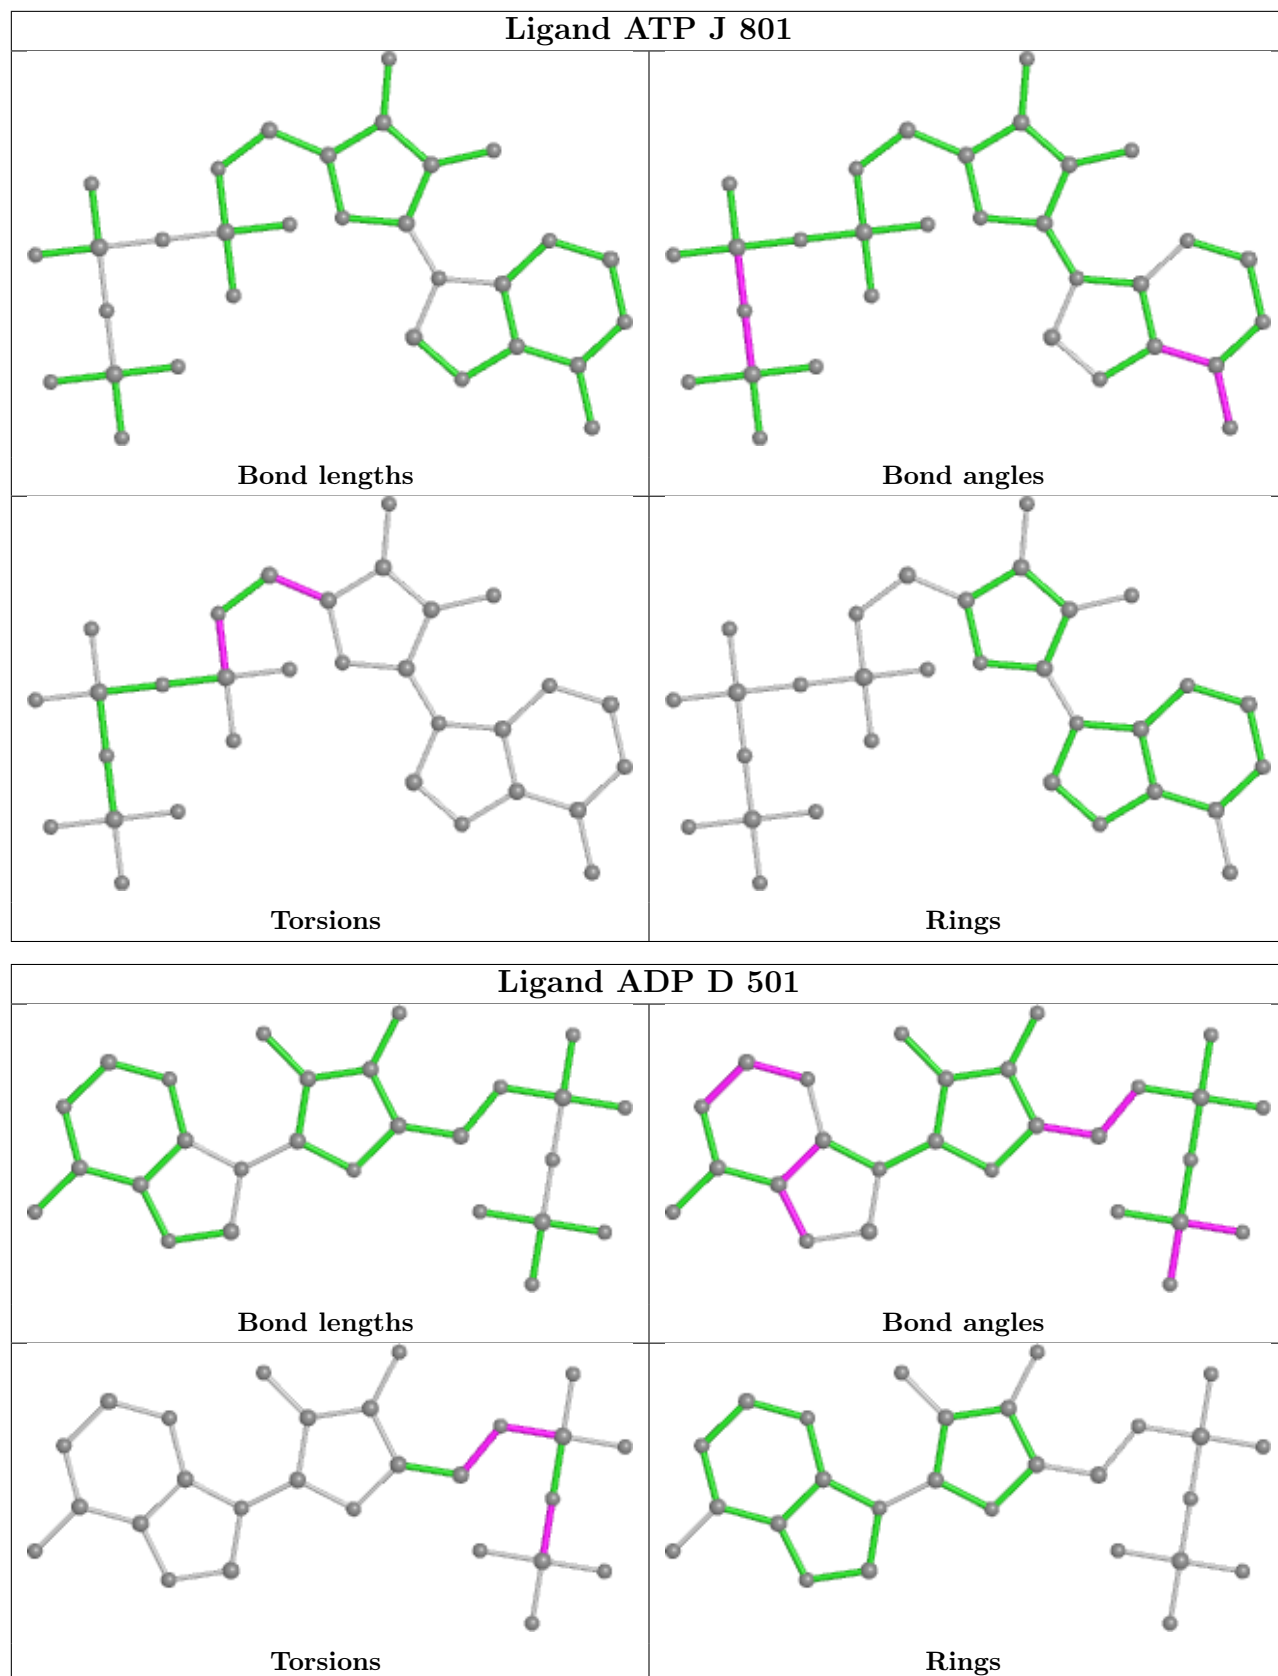 Ligand ATP J 801
Bond lengths
Bond angles
Torsions
Rings
Ligand ADP D 501
Bond lengths
Bond angles
Torsions
Rings